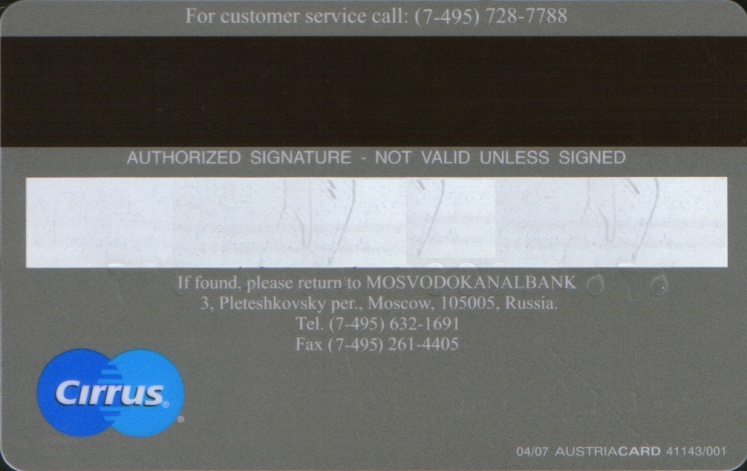 For customer service call: (7-495) 728-7788
AUTHORIZED SIGNATURE - NOT VALID UNLESS SIGNED
If found, please return to MOSVODOKANALBANK
3, Pleteshkovsky per., Moscow, 105005, Russia.
Tel. (7-495) 632-1691
Fax (7-495) 261-4405
Cirrus®
04/07 AUSTRIACARD 41143/001